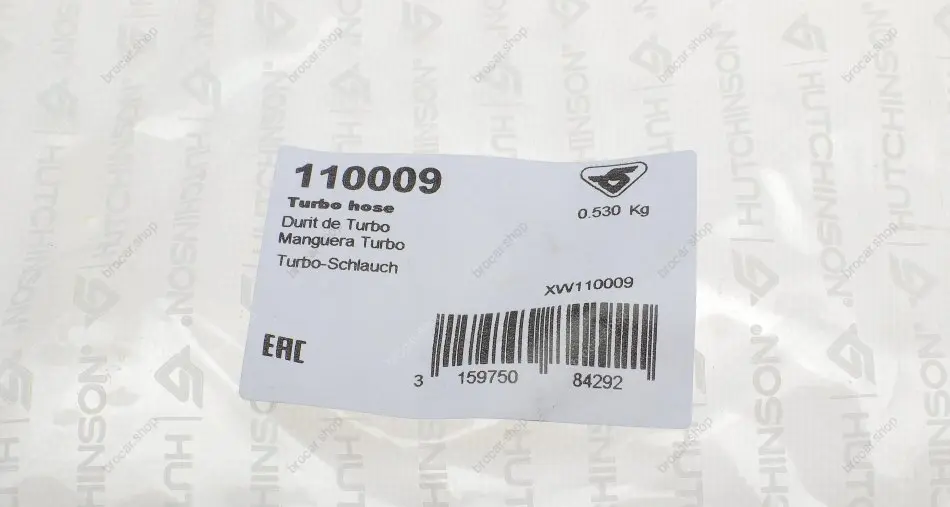 110009
Turbo hose
Durit de Turbo
Manguera Turbo
Turbo-Schlauch
0.530 Kg
XW110009
EAC
3 159750 84292
HUTCHINSON®
brocar.shop